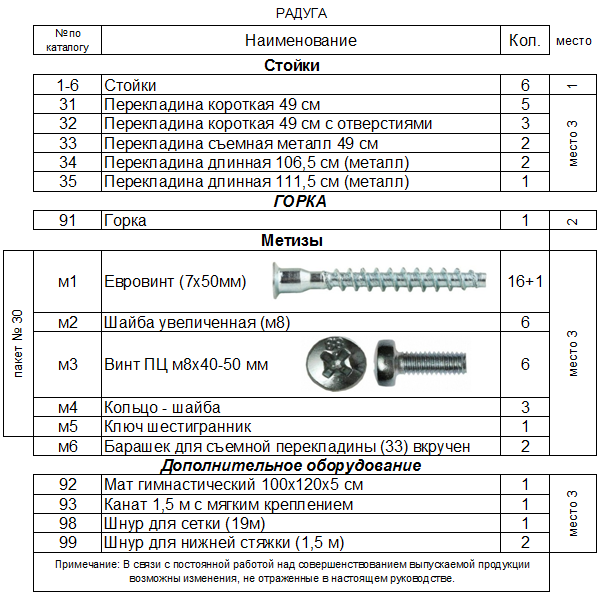 РАДУГА
№по каталогу Наименование Кол. место
Стойки
1-6 Стойки 6 1
31 Перекладина короткая 49 см 5
32 Перекладина короткая 49 см с отверстиями 3
33 Перекладина съемная металл 49 см 2
34 Перекладина длинная 106,5 см (металл) 2
35 Перекладина длинная 111,5 см (металл) 1
место 3
ГОРКА
91 Горка 1 2
Метизы
пакет № 30
м1 Евровинт (7х50мм) 16+1
м2 Шайба увеличенная (м8) 6
м3 Винт ПЦ м8х40-50 мм 6
м4 Кольцо - шайба 3
м5 Ключ шестигранник 1
м6 Барашек для съемной перекладины (33) вкручен 2
место 3
Дополнительное оборудование
92 Мат гимнастический 100х120х5 см 1
93 Канат 1,5 м с мягким креплением 1
98 Шнур для сетки (19м) 1
99 Шнур для нижней стяжки (1,5 м) 2
место 3
Примечание: В связи с постоянной работой над совершенствованием выпускаемой продукции
возможны изменения, не отраженные в настоящем руководстве.